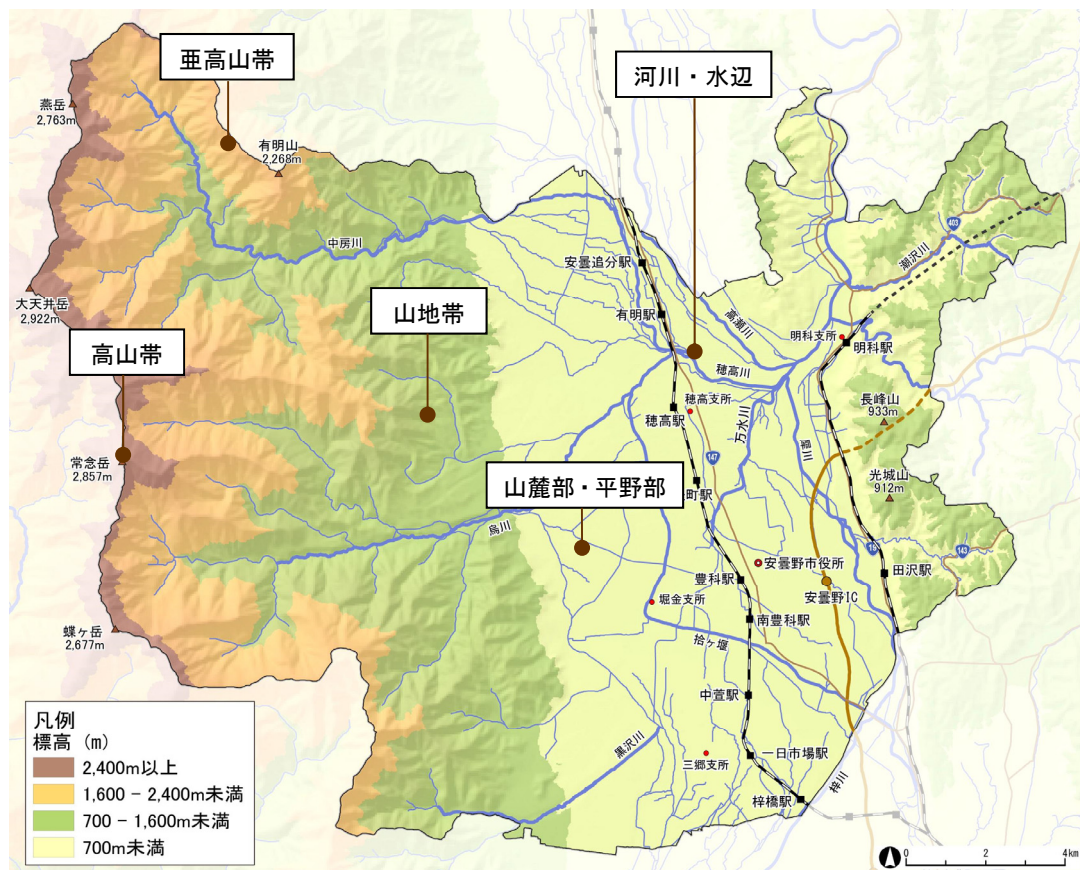 亜高山帯
河川・水辺
燕岳
2,763m
有明山
2,268m
中房川
安曇追分駅
403
潮沢川
大天井岳
2,922m
山地帯
有明駅
高瀬川
明科支所
明科駅
高山帯
穂高川
穂高支所
穂高駅
万水川
犀川
長峰山
933m
常念岳
2,857m
147
光城山
912m
山麓部・平野部
町駅
烏川
19
143
安曇野市役所
田沢駅
豊科駅
安曇野IC
堀金支所
南豊科駅
蝶ヶ岳
2,677m
拾ヶ堰
中萱駅
凡例
標高 (m)
2,400m以上
1,600 - 2,400m未満
700 - 1,600m未満
700m未満
黒沢川
三郷支所
一日市場駅
梓橋駅
梓川
0 2 4km